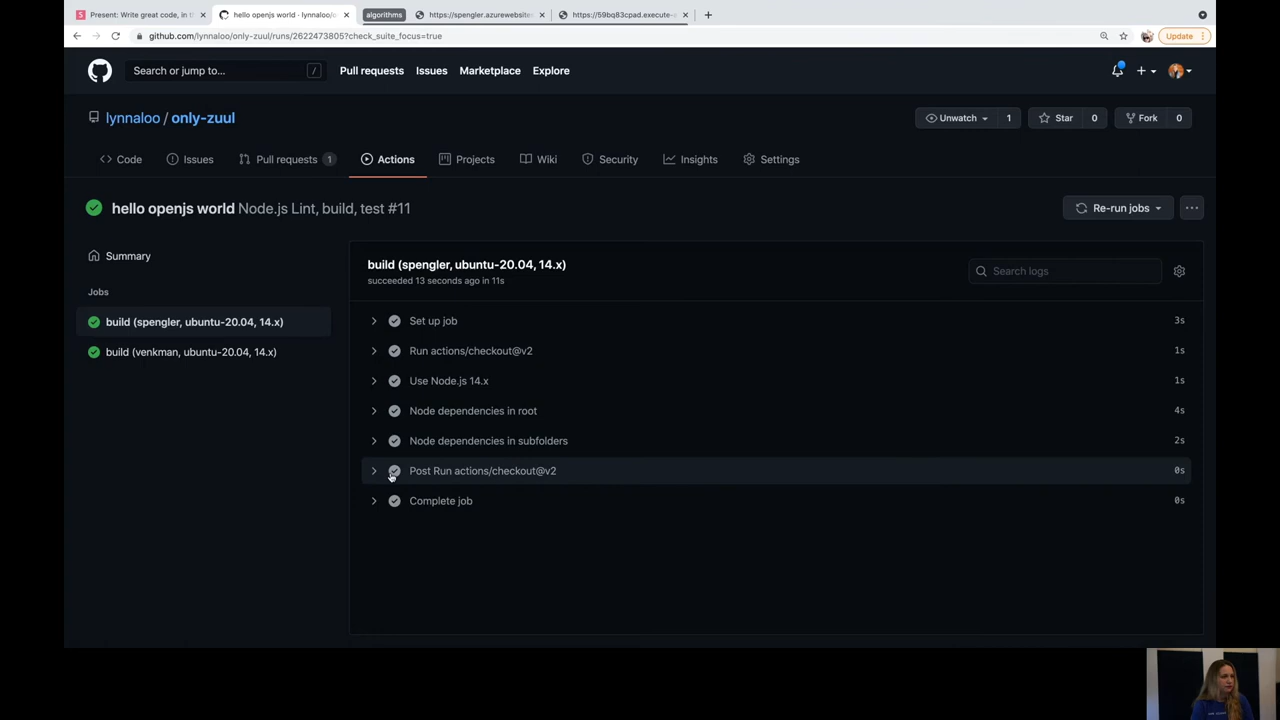 Present: Write great code, in th
hello openjs world · lynnaloo/o
algorithms
https://spengler.azurewebsites
https://59bq83cpad.execute-a
github.com/lynnaloo/only-zuul/runs/2622473805?check_suite_focus=true
Update
Search or jump to...
/
Pull requests
Issues
Marketplace
Explore
lynnaloo / only-zuul
Unwatch 1
Star 0
Fork 0
Code
Issues
Pull requests 1
Actions
Projects
Wiki
Security
Insights
Settings
hello openjs world Node.js Lint, build, test #11
Re-run jobs
Summary
Jobs
build (spengler, ubuntu-20.04, 14.x)
build (venkman, ubuntu-20.04, 14.x)
build (spengler, ubuntu-20.04, 14.x)
succeeded 13 seconds ago in 11s
Search logs
Set up job 3s
Run actions/checkout@v2 1s
Use Node.js 14.x 1s
Node dependencies in root 4s
Node dependencies in subfolders 2s
Post Run actions/checkout@v2 0s
Complete job 0s